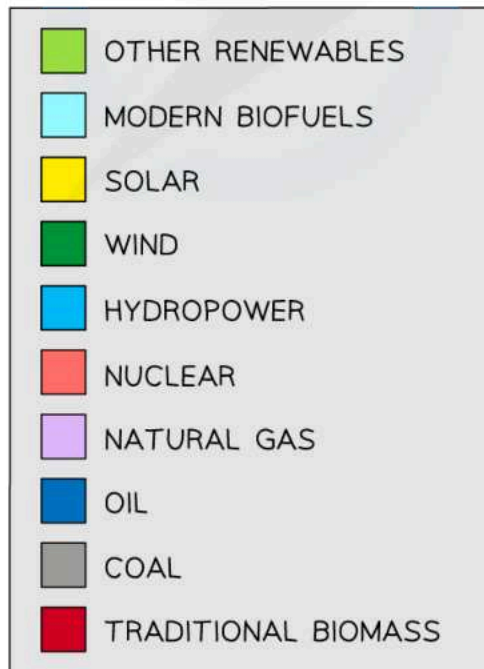 OTHER RENEWABLES
MODERN BIOFUELS
SOLAR
WIND
HYDROPOWER
NUCLEAR
NATURAL GAS
OIL
COAL
TRADITIONAL BIOMASS